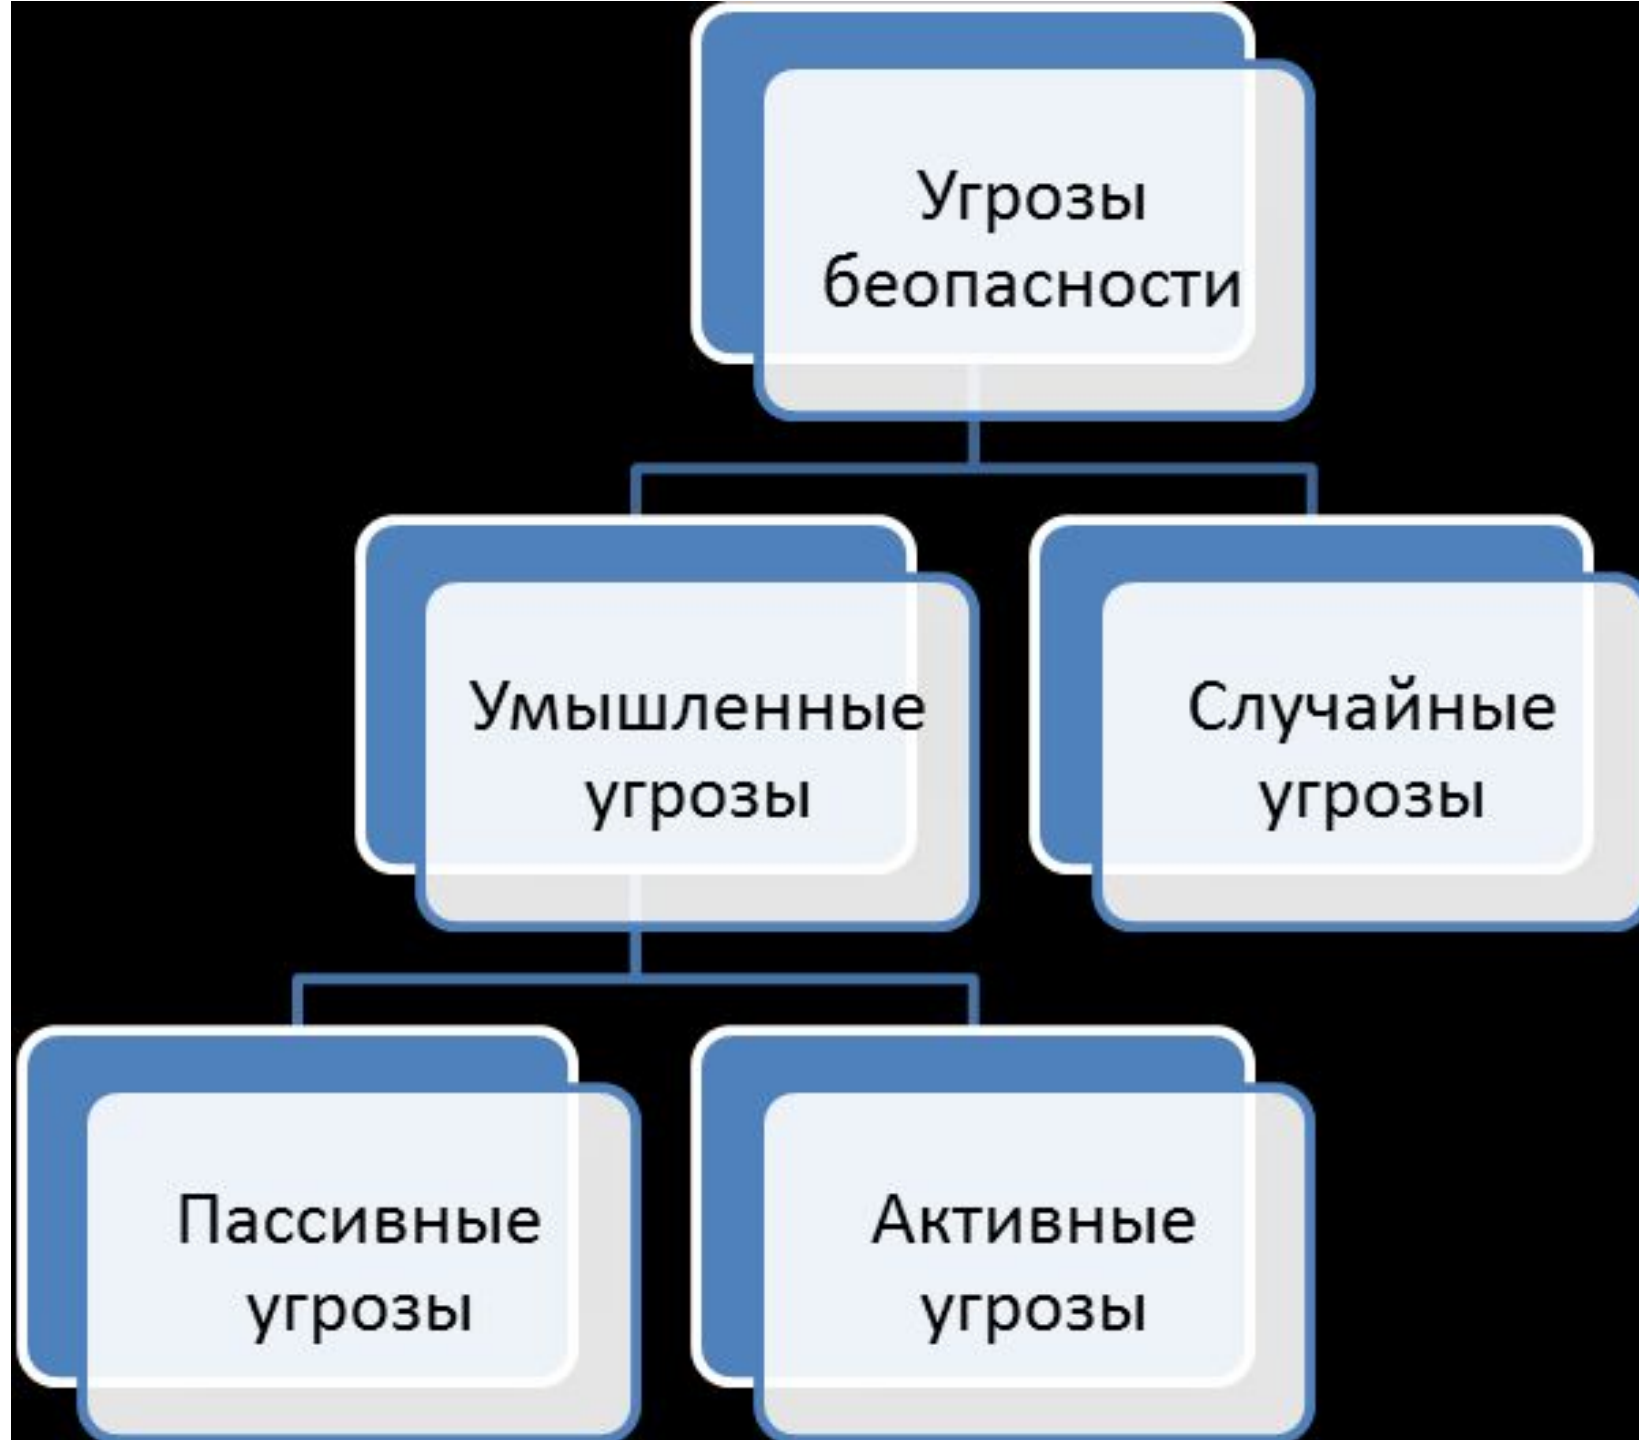 Угрозы
беопасности
Умышленные
угрозы
Случайные
угрозы
Пассивные
угрозы
Активные
угрозы